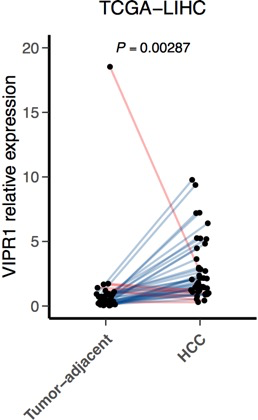 TCGA−LIHC
P = 0.00287
VIPR1 relative expression
20
15
10
5
0
Tumor−adjacent
HCC